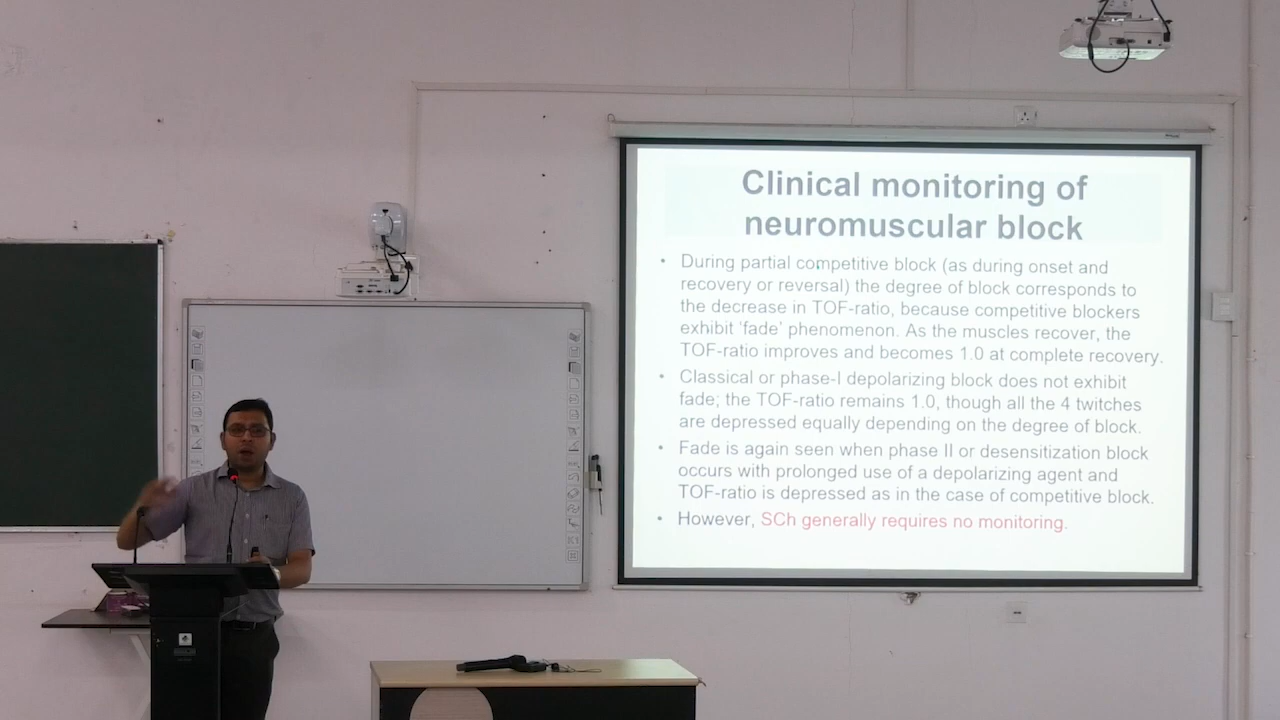 Clinical monitoring of
neuromuscular block
• During partial competitive block (as during onset and
recovery or reversal) the degree of block corresponds to
the decrease in TOF-ratio, because competitive blockers
exhibit ‘fade’ phenomenon. As the muscles recover, the
TOF-ratio improves and becomes 1.0 at complete recovery.
• Classical or phase-I depolarizing block does not exhibit
fade; the TOF-ratio remains 1.0, though all the 4 twitches
are depressed equally depending on the degree of block.
• Fade is again seen when phase II or desensitization block
occurs with prolonged use of a depolarizing agent and
TOF-ratio is depressed as in the case of competitive block.
• However, SCh generally requires no monitoring.